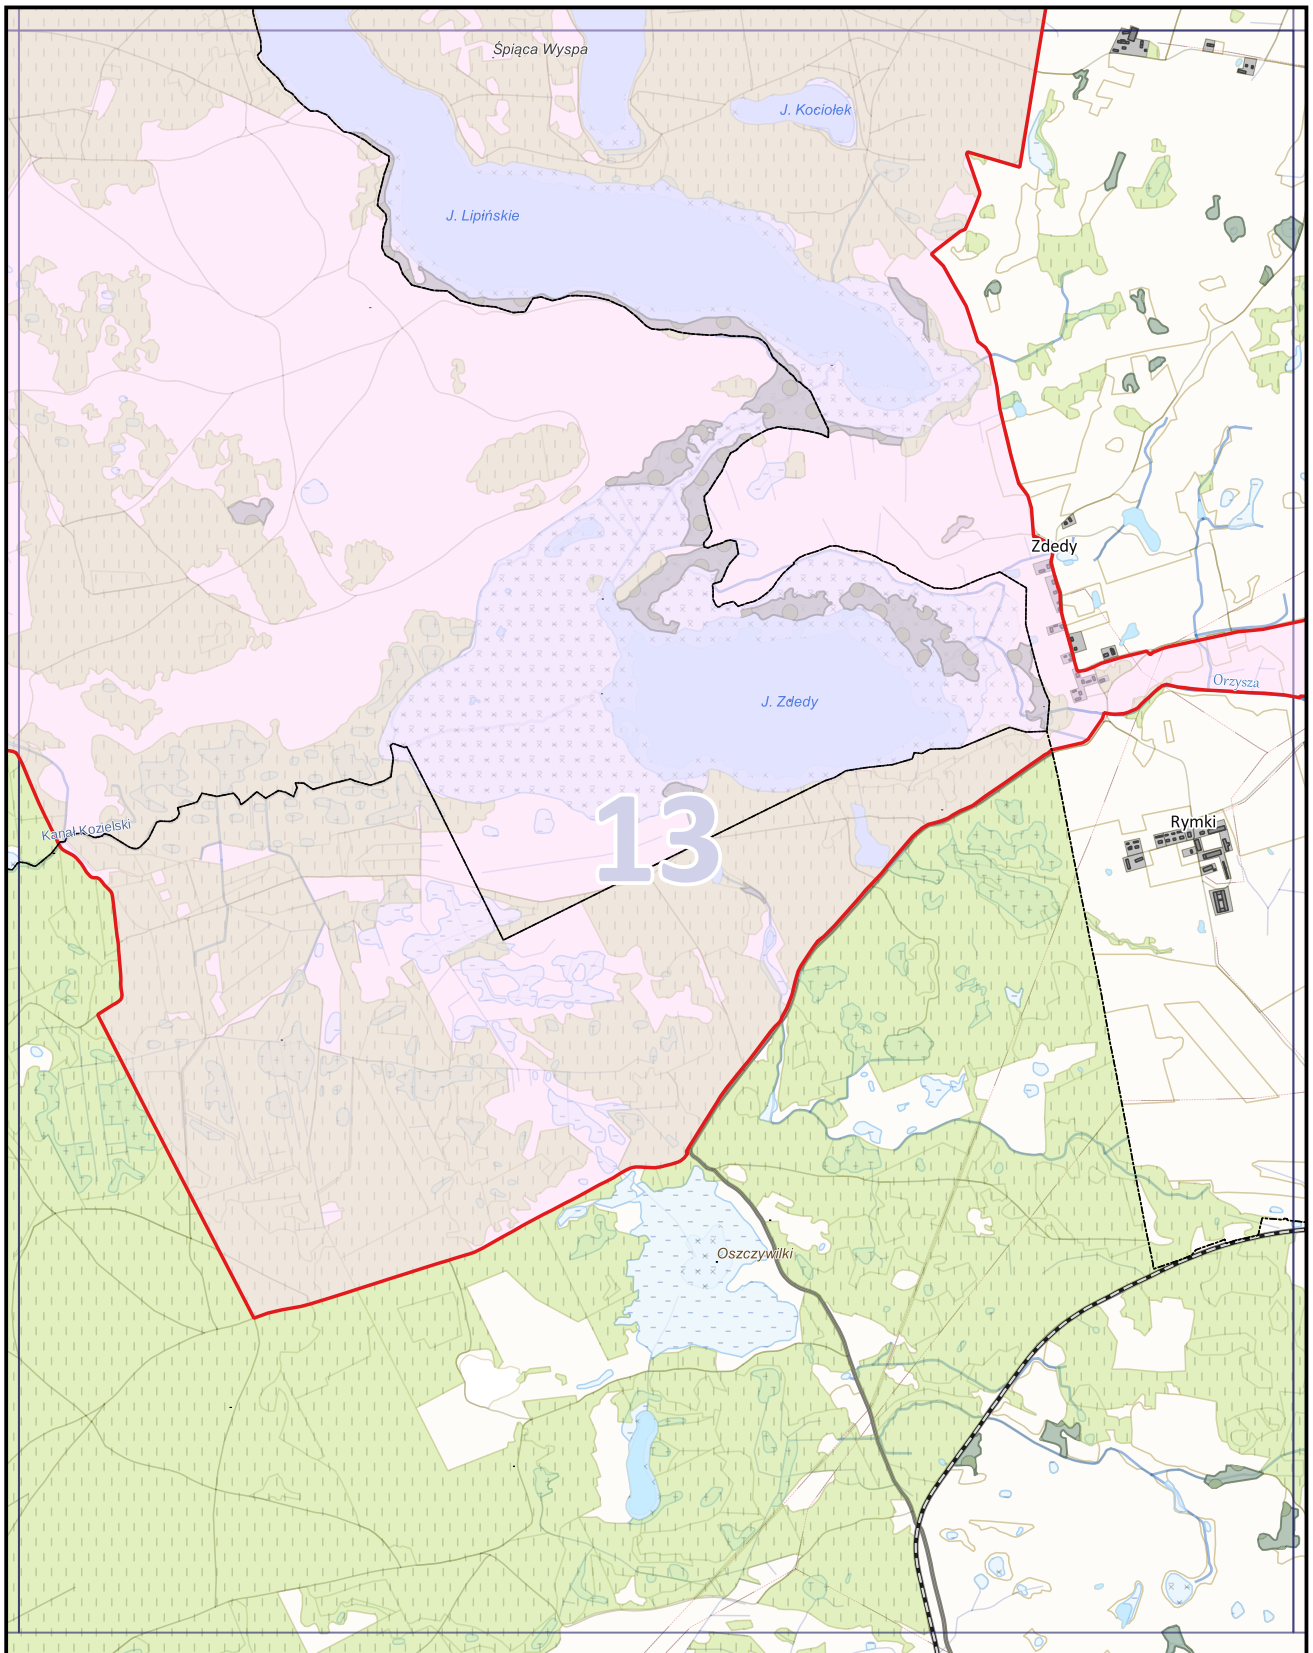 Śpiąca Wyspa
J. Kociołek
J. Lipińskie
Zdedy
Orzysza
J. Zdedy
Kanał Kozielski
13
Rymki
Oszczywilki